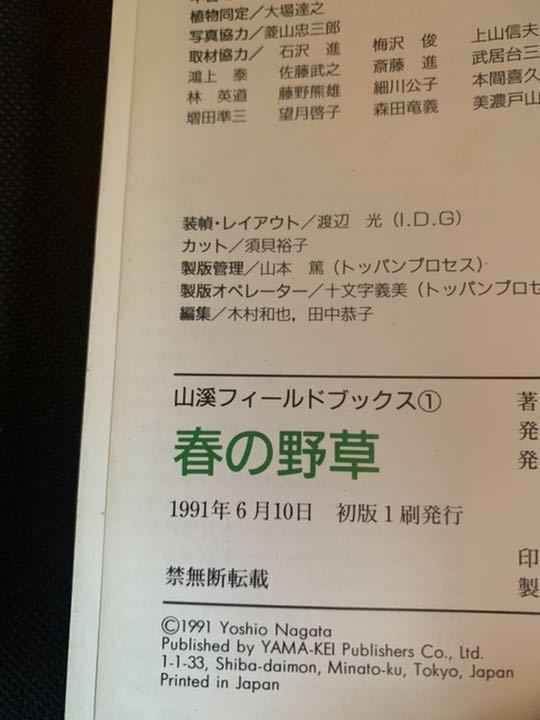 植物同定／大場達之
写真協力／菱山忠三郎
取材協力／石沢 進 梅沢 俊 上山信夫
鴻上 泰 佐藤武之 斎藤 進 武居台三
林 英道 藤野熊雄 細川公子 本間喜久
増田準三 望月啓子 森田竜義 美濃戸山
装幀・レイアウト／渡辺 光（I.D.G）
カット／須貝裕子
製版管理／山本 篤（トッパンプロセス）
製版オペレーター／十文字義美（トッパンプロセ
編集／木村和也，田中恭子
山溪フィールドブックス① 著
春の野草 発
発
1991年6月10日 初版1刷発行
印
禁無断転載 製
©1991 Yoshio Nagata
Published by YAMA-KEI Publishers Co., Ltd.
1-1-33, Shiba-daimon, Minato-ku, Tokyo, Japan
Printed in Japan